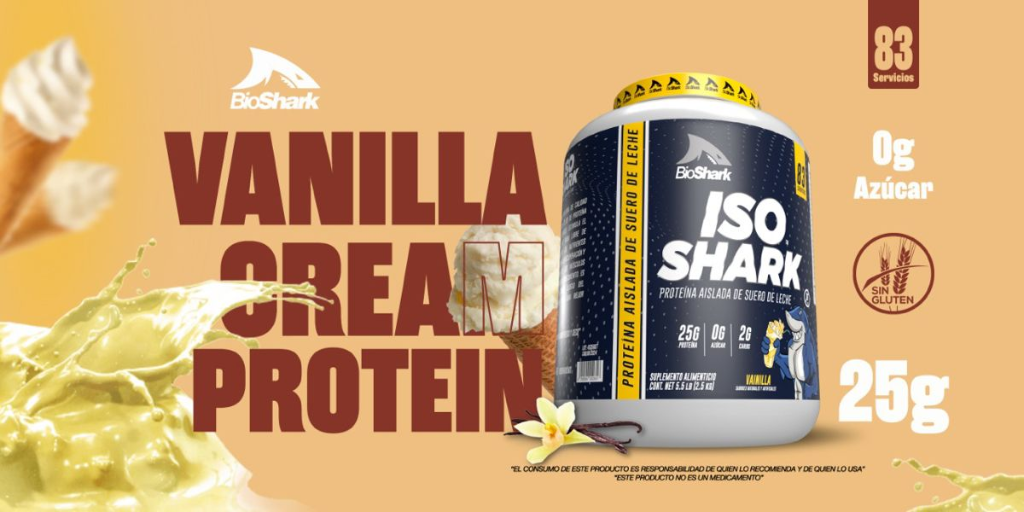 BioShark
VANILLA
CREAM
PROTEIN
BioShark
ISO
SHARK
PROTEÍNA AISLADA DE SUERO DE LECHE
PROTEÍNA AISLADA DE SUERO DE LECHE
25G
PROTEÍNA
0G
AZÚCAR
2G
CARBS
SUPLEMENTO ALIMENTICIO
CONT. NET 5.5 LB (2.5 KG)
VAINILLA
83
83
Servicios
0g
Azúcar
SIN
GLUTEN
25g
"EL CONSUMO DE ESTE PRODUCTO ES RESPONSABILIDAD DE QUIEN LO RECOMIENDA Y DE QUIEN LO USA"
"ESTE PRODUCTO NO ES UN MEDICAMENTO"